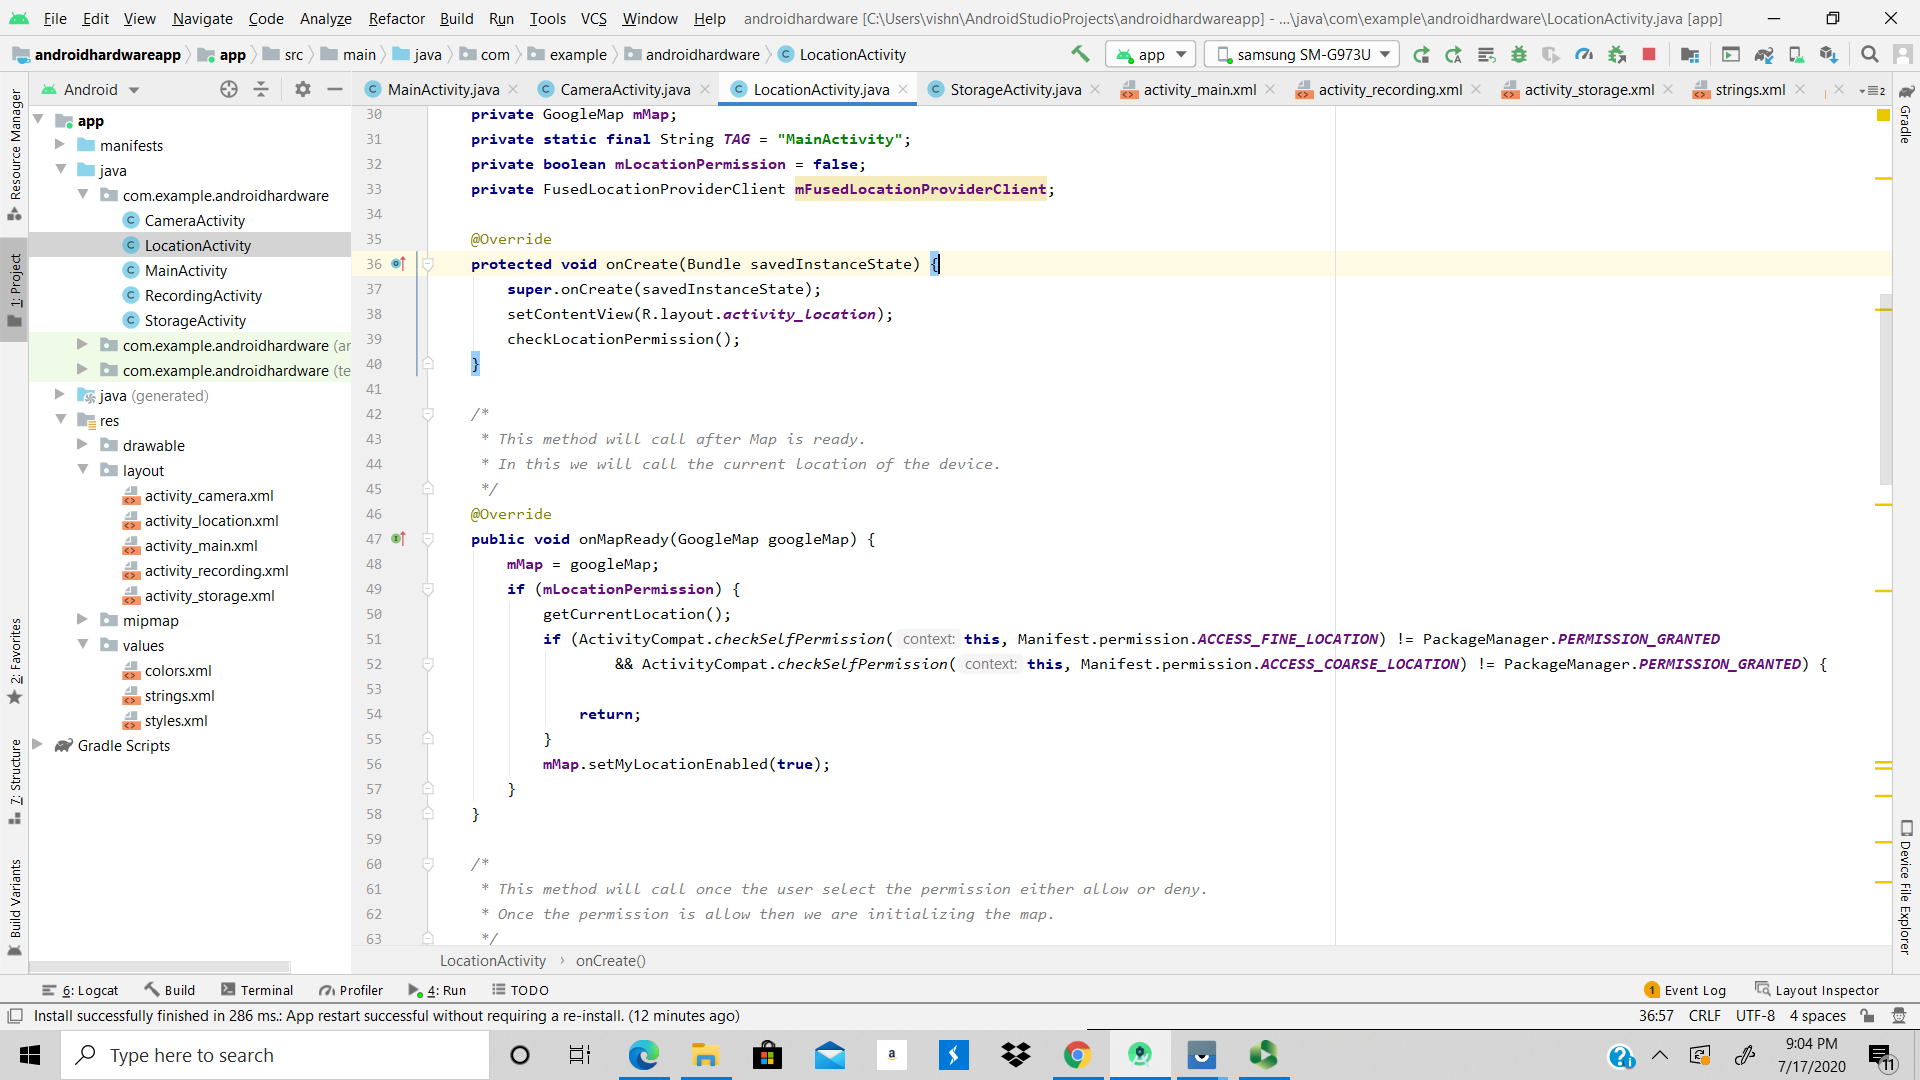 File Edit View Navigate Code Analyze Refactor Build Run Tools VCS Window Help androidhardware [C:\Users\vishn\AndroidStudioProjects\androidhardwareapp] - ...\java\com\example\androidhardware\LocationActivity.java [app]
androidhardwareapp app src main java com example androidhardware LocationActivity app samsung SM-G973U
Android MainActivity.java CameraActivity.java LocationActivity.java StorageActivity.java activity_main.xml activity_recording.xml activity_storage.xml strings.xml 2
Resource Manager
1: Project
2: Favorites
7: Structure
Build Variants
app
manifests
java
com.example.androidhardware
CameraActivity
LocationActivity
MainActivity
RecordingActivity
StorageActivity
com.example.androidhardware (ar
com.example.androidhardware (te
java (generated)
res
drawable
layout
activity_camera.xml
activity_location.xml
activity_main.xml
activity_recording.xml
activity_storage.xml
mipmap
values
colors.xml
strings.xml
styles.xml
Gradle Scripts
30 private GoogleMap mMap;
31 private static final String TAG = "MainActivity";
32 private boolean mLocationPermission = false;
33 private FusedLocationProviderClient mFusedLocationProviderClient;
34
35 @Override
36 protected void onCreate(Bundle savedInstanceState) {
37 super.onCreate(savedInstanceState);
38 setContentView(R.layout.activity_location);
39 checkLocationPermission();
40 }
41
42 /*
43 * This method will call after Map is ready.
44 * In this we will call the current location of the device.
45 */
46 @Override
47 public void onMapReady(GoogleMap googleMap) {
48 mMap = googleMap;
49 if (mLocationPermission) {
50 getCurrentLocation();
51 if (ActivityCompat.checkSelfPermission( context: this, Manifest.permission.ACCESS_FINE_LOCATION) != PackageManager.PERMISSION_GRANTED
52 && ActivityCompat.checkSelfPermission( context: this, Manifest.permission.ACCESS_COARSE_LOCATION) != PackageManager.PERMISSION_GRANTED) {
53
54 return;
55 }
56 mMap.setMyLocationEnabled(true);
57 }
58 }
59
60 /*
61 * This method will call once the user select the permission either allow or deny.
62 * Once the permission is allow then we are initializing the map.
63 */
Gradle
Device File Explorer
LocationActivity › onCreate()
6: Logcat Build Terminal Profiler 4: Run TODO 1 Event Log Layout Inspector
Install successfully finished in 286 ms.: App restart successful without requiring a re-install. (12 minutes ago) 36:57 CRLF UTF-8 4 spaces
Type here to search a 9:04 PM
7/17/2020 11